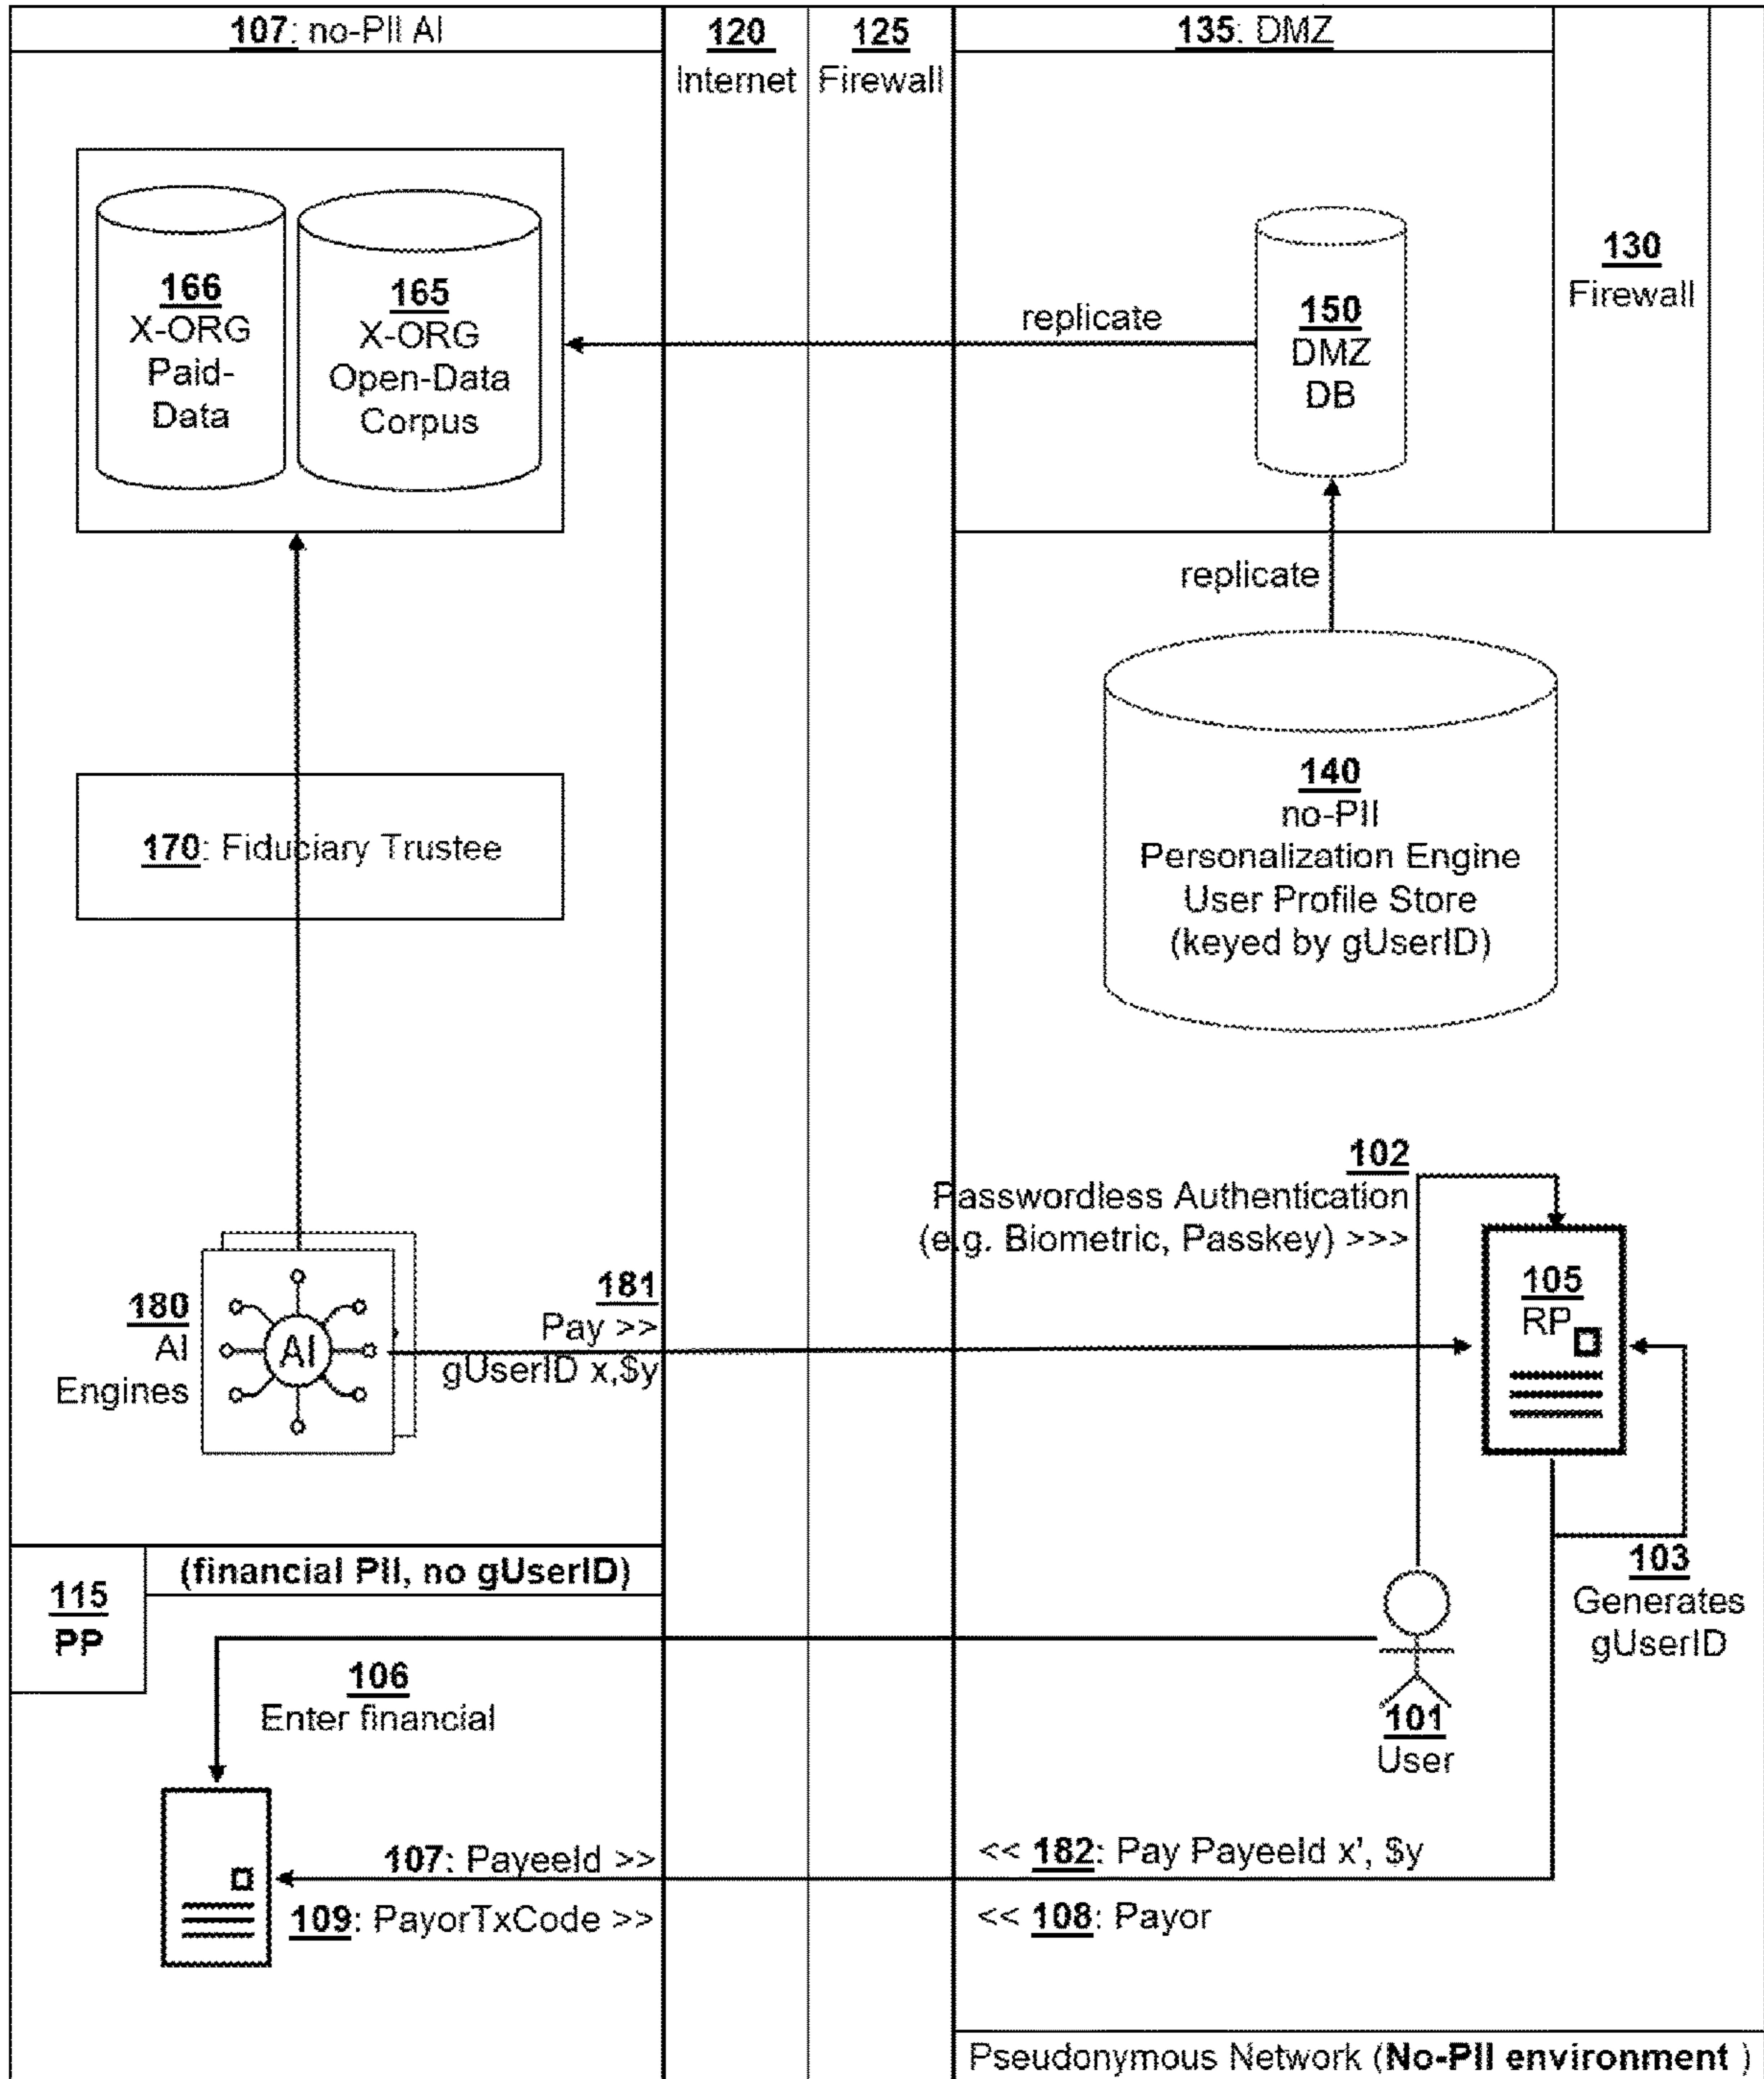 107: no-PII AI
120
Internet
125
Firewall
135: DMZ
130
Firewall
166
X-ORG
Paid-
Data
165
X-ORG
Open-Data
Corpus
replicate
150
DMZ
DB
replicate
140
no-PII
Personalization Engine
User Profile Store
(keyed by gUserID)
170: Fiduciary Trustee
102
Passwordless Authentication
(e.g. Biometric, Passkey) >>>
105
RP
180
AI
Engines
AI
181
Pay >>
gUserID x,$y
103
Generates
gUserID
115
PP
(financial PII, no gUserID)
106
Enter financial
101
User
107: PayeeId >>
109: PayorTxCode >>
<< 182: Pay PayeeId x', $y
<< 108: Payor
Pseudonymous Network (No-PII environment )